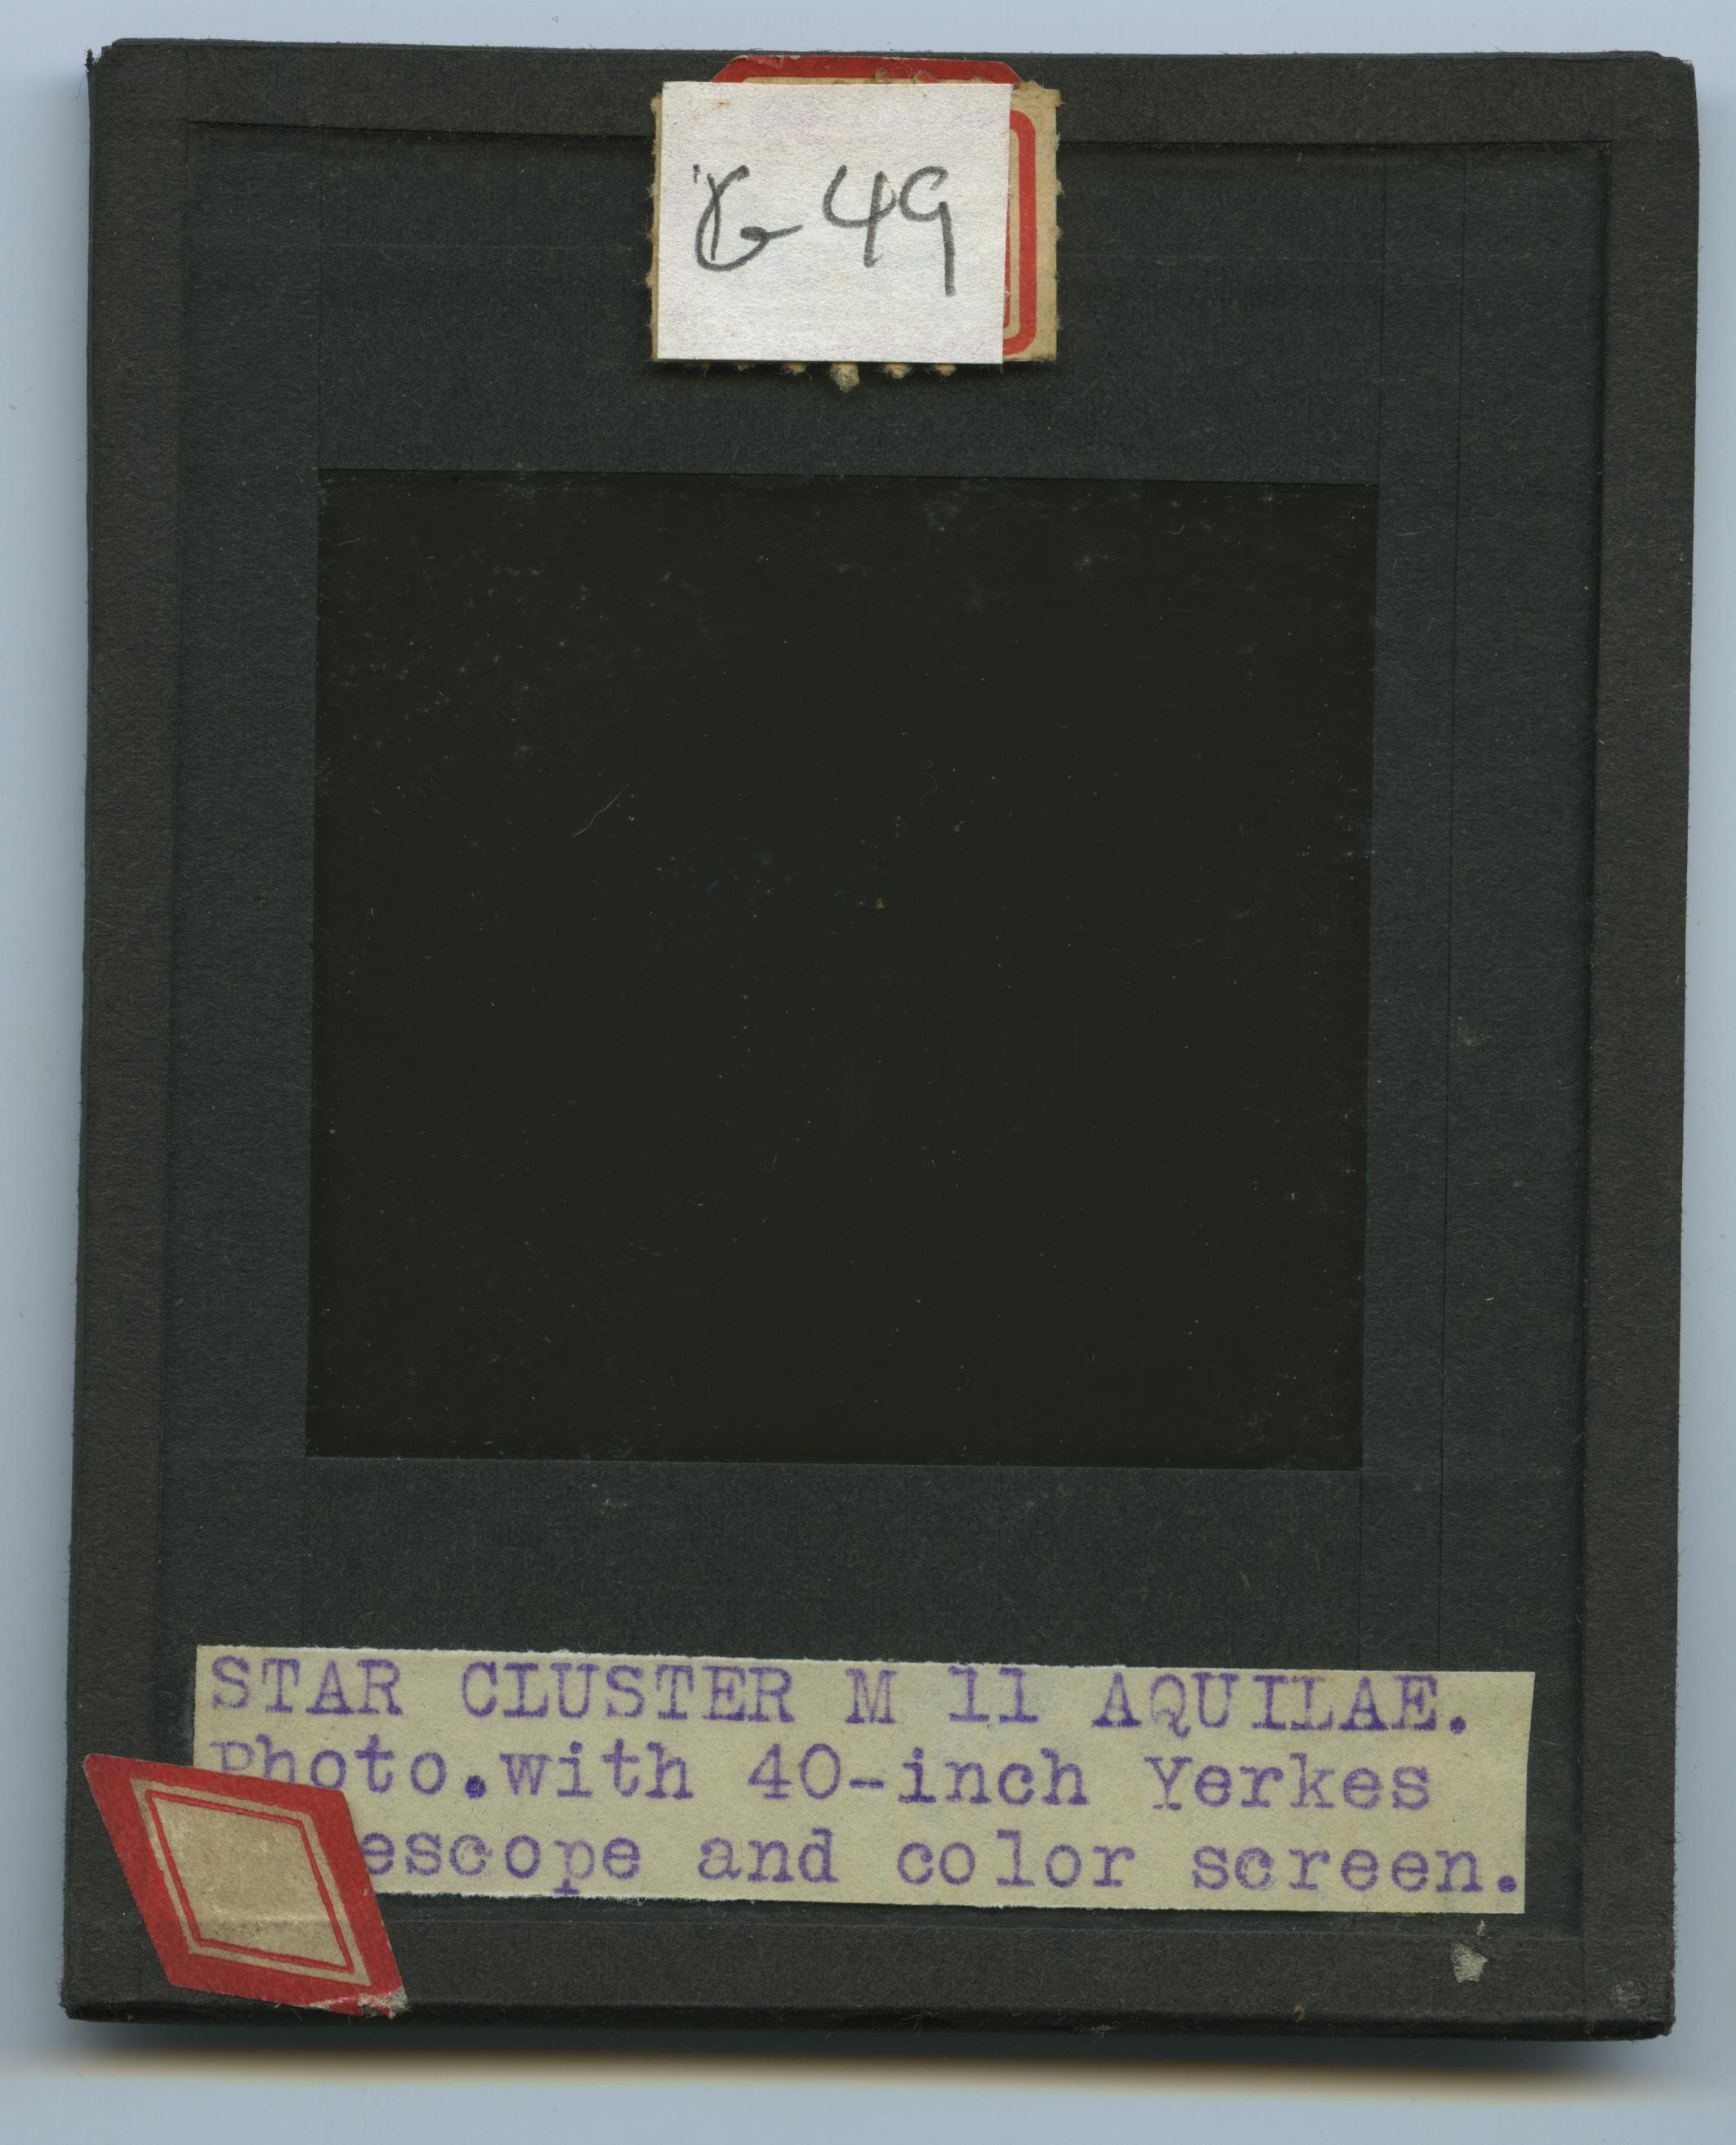 G-49
STAR CLUSTER M 11 AQUILAE.
Photo.with 40-inch Yerkes
escope and color screen.